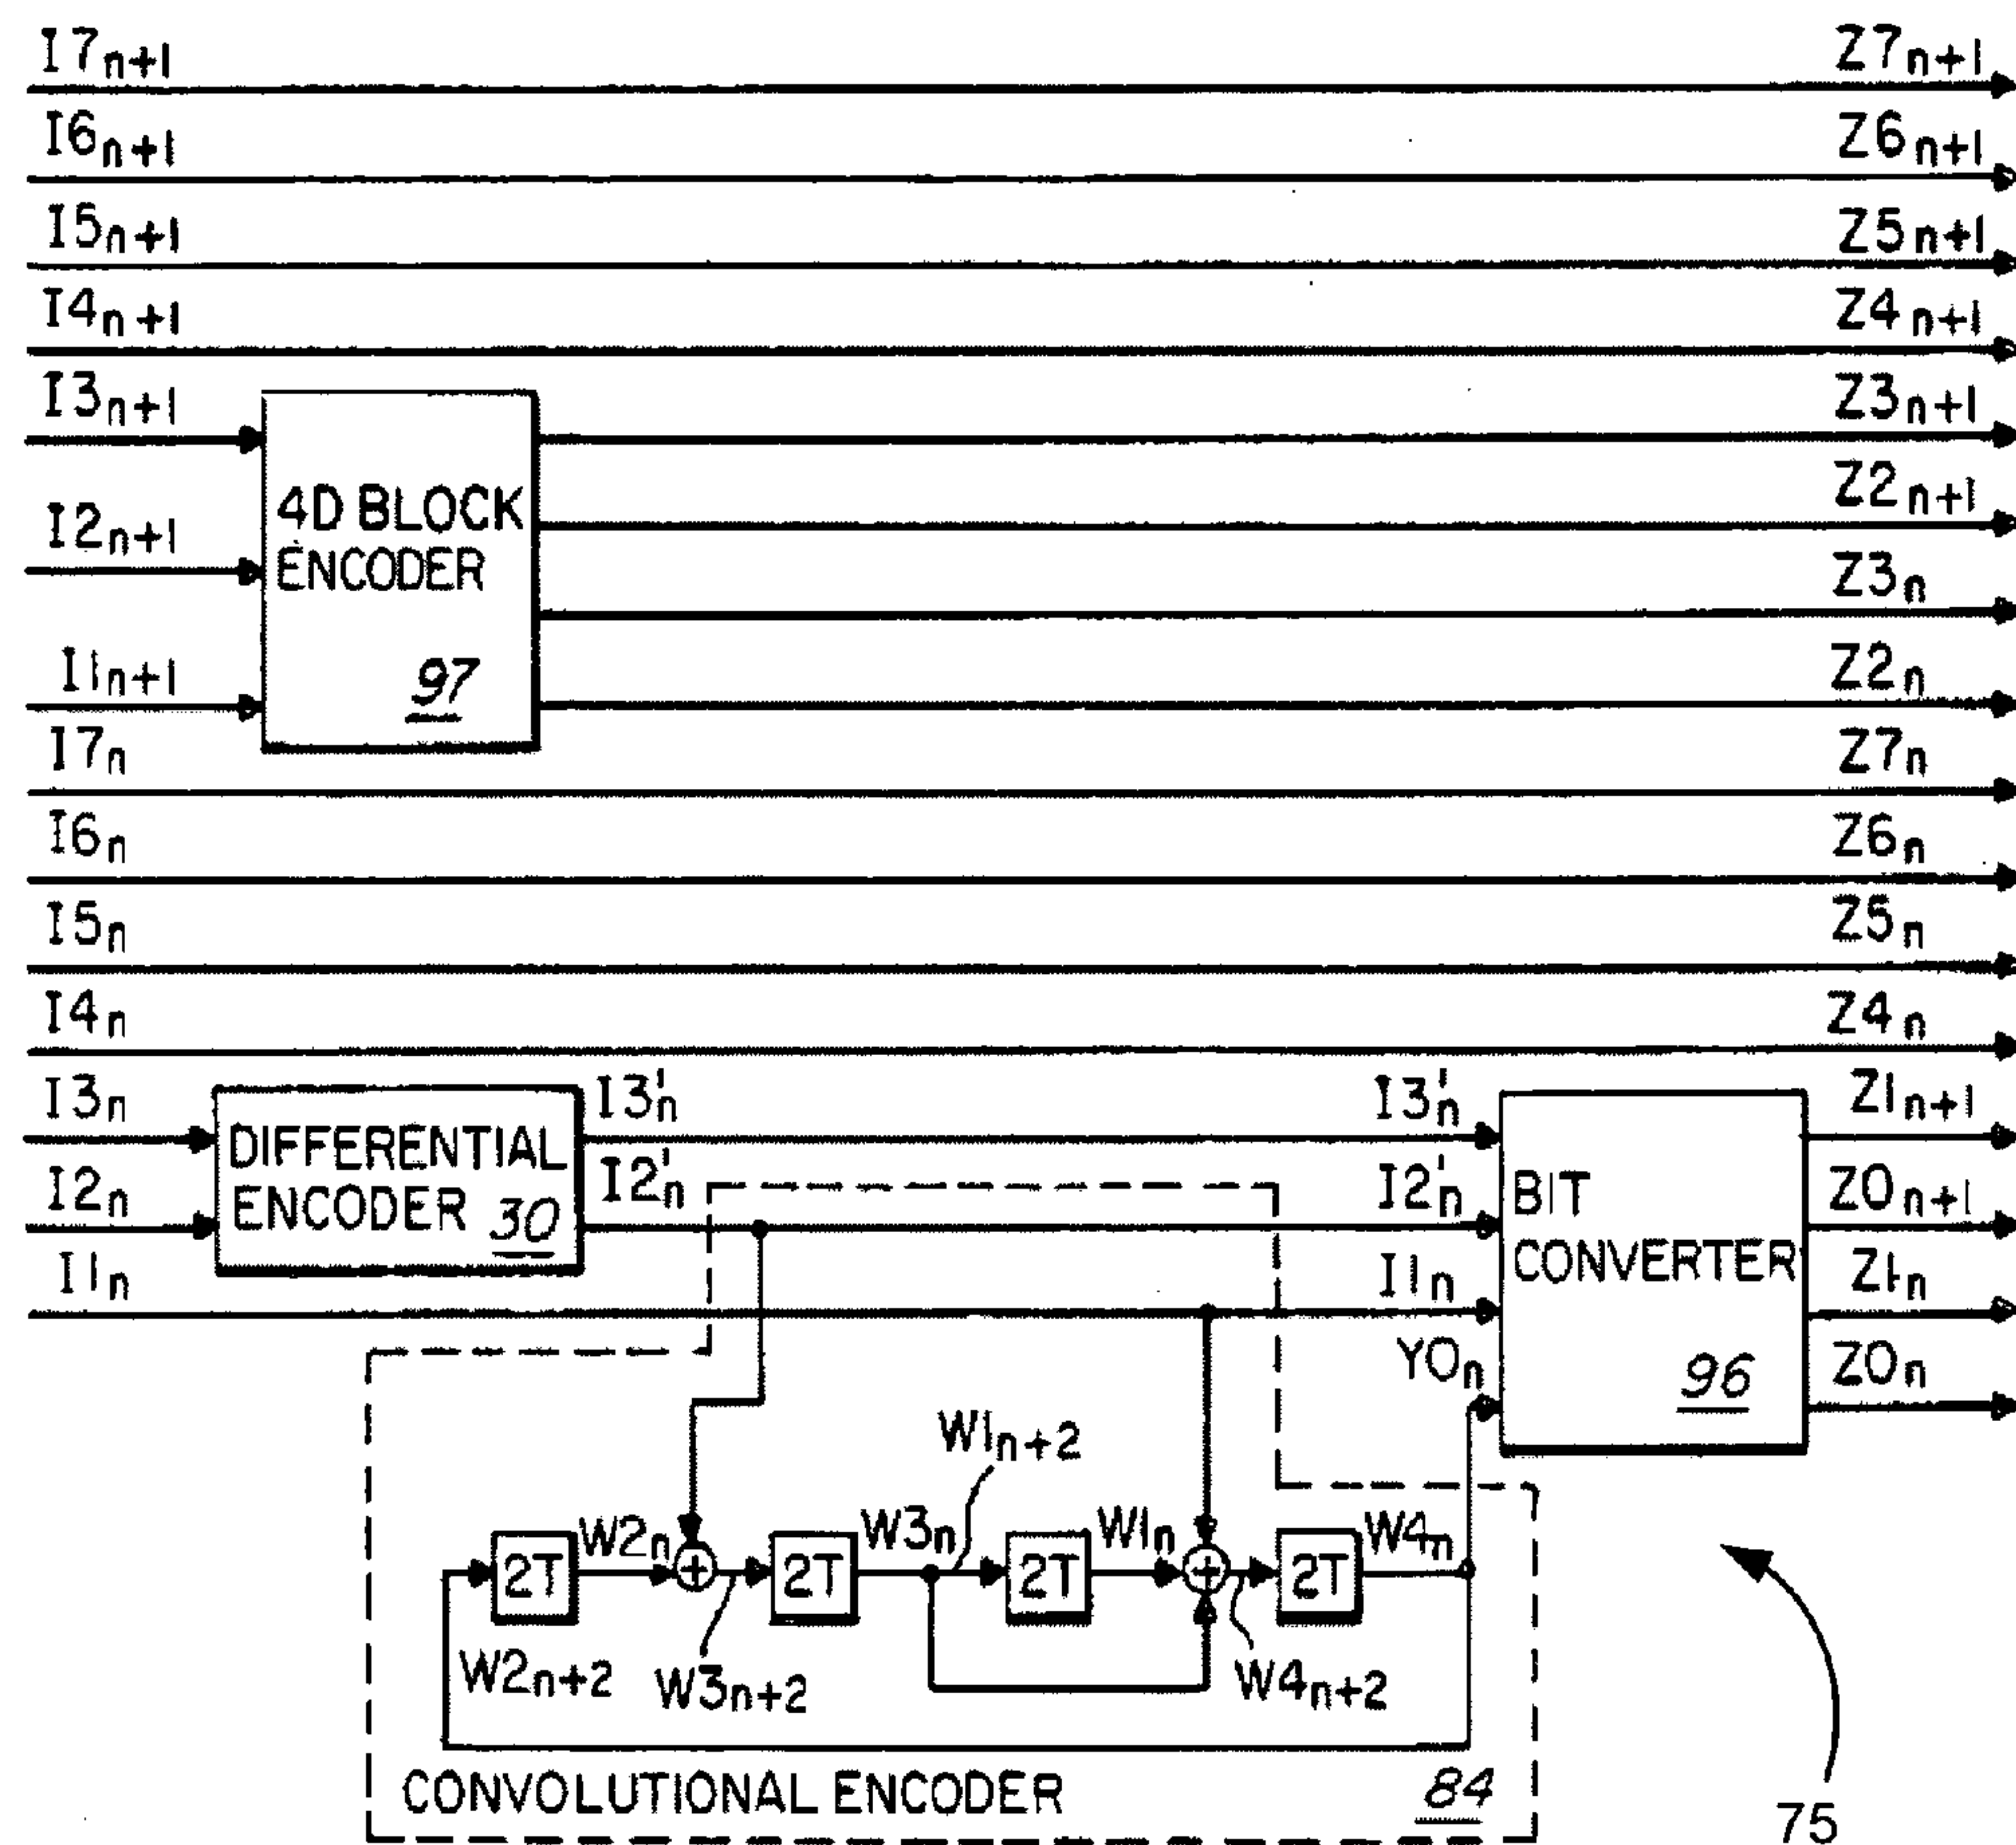 I7n+1 Z7n+1
I6n+1 Z6n+1
I5n+1 Z5n+1
I4n+1 Z4n+1
I3n+1 Z3n+1
I2n+1 4D BLOCK Z2n+1
ENCODER Z3n
I1n+1 97 Z2n
I7n Z7n
I6n Z6n
I5n Z5n
I4n Z4n
I3n I3'n I3'n Z1n+1
DIFFERENTIAL
I2n ENCODER 30 I2'n I2'n BIT Z0n+1
I1n I1n CONVERTER Z1n
Y0n 96 Z0n
W1n+2
2T W2n + 2T W3n 2T W1n + 2T W4n
W2n+2 W3n+2 W4n+2
CONVOLUTIONAL ENCODER 84
75